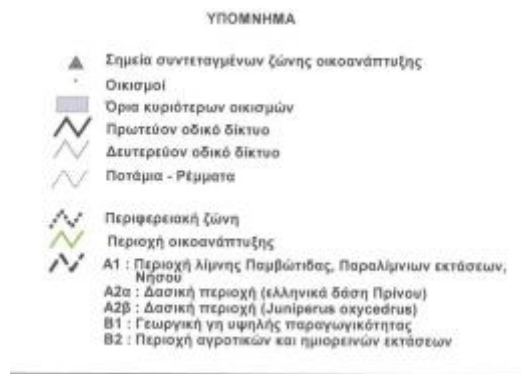 ΥΠΟΜΝΗΜΑ
Σημεία συντεταγμένων ζώνης οικοανάπτυξης
Οικισμοί
Όρια κυριότερων οικισμών
Πρωτεύον οδικό δίκτυο
Δευτερεύον οδικό δίκτυο
Ποτάμια - Ρέμματα
Περιφερειακή ζώνη
Περιοχή οικοανάπτυξης
Α1 : Περιοχή λίμνης Παμβώτιδας, Παραλίμνιων εκτάσεων,
Νήσου
Α2α : Δασική περιοχή (ελληνικά δάση Πρίνου)
Α2β : Δασική περιοχή (Juniperus oxycedrus)
Β1 : Γεωργική γη υψηλής παραγωγικότητας
Β2 : Περιοχή αγροτικών και ημιορεινών εκτάσεων